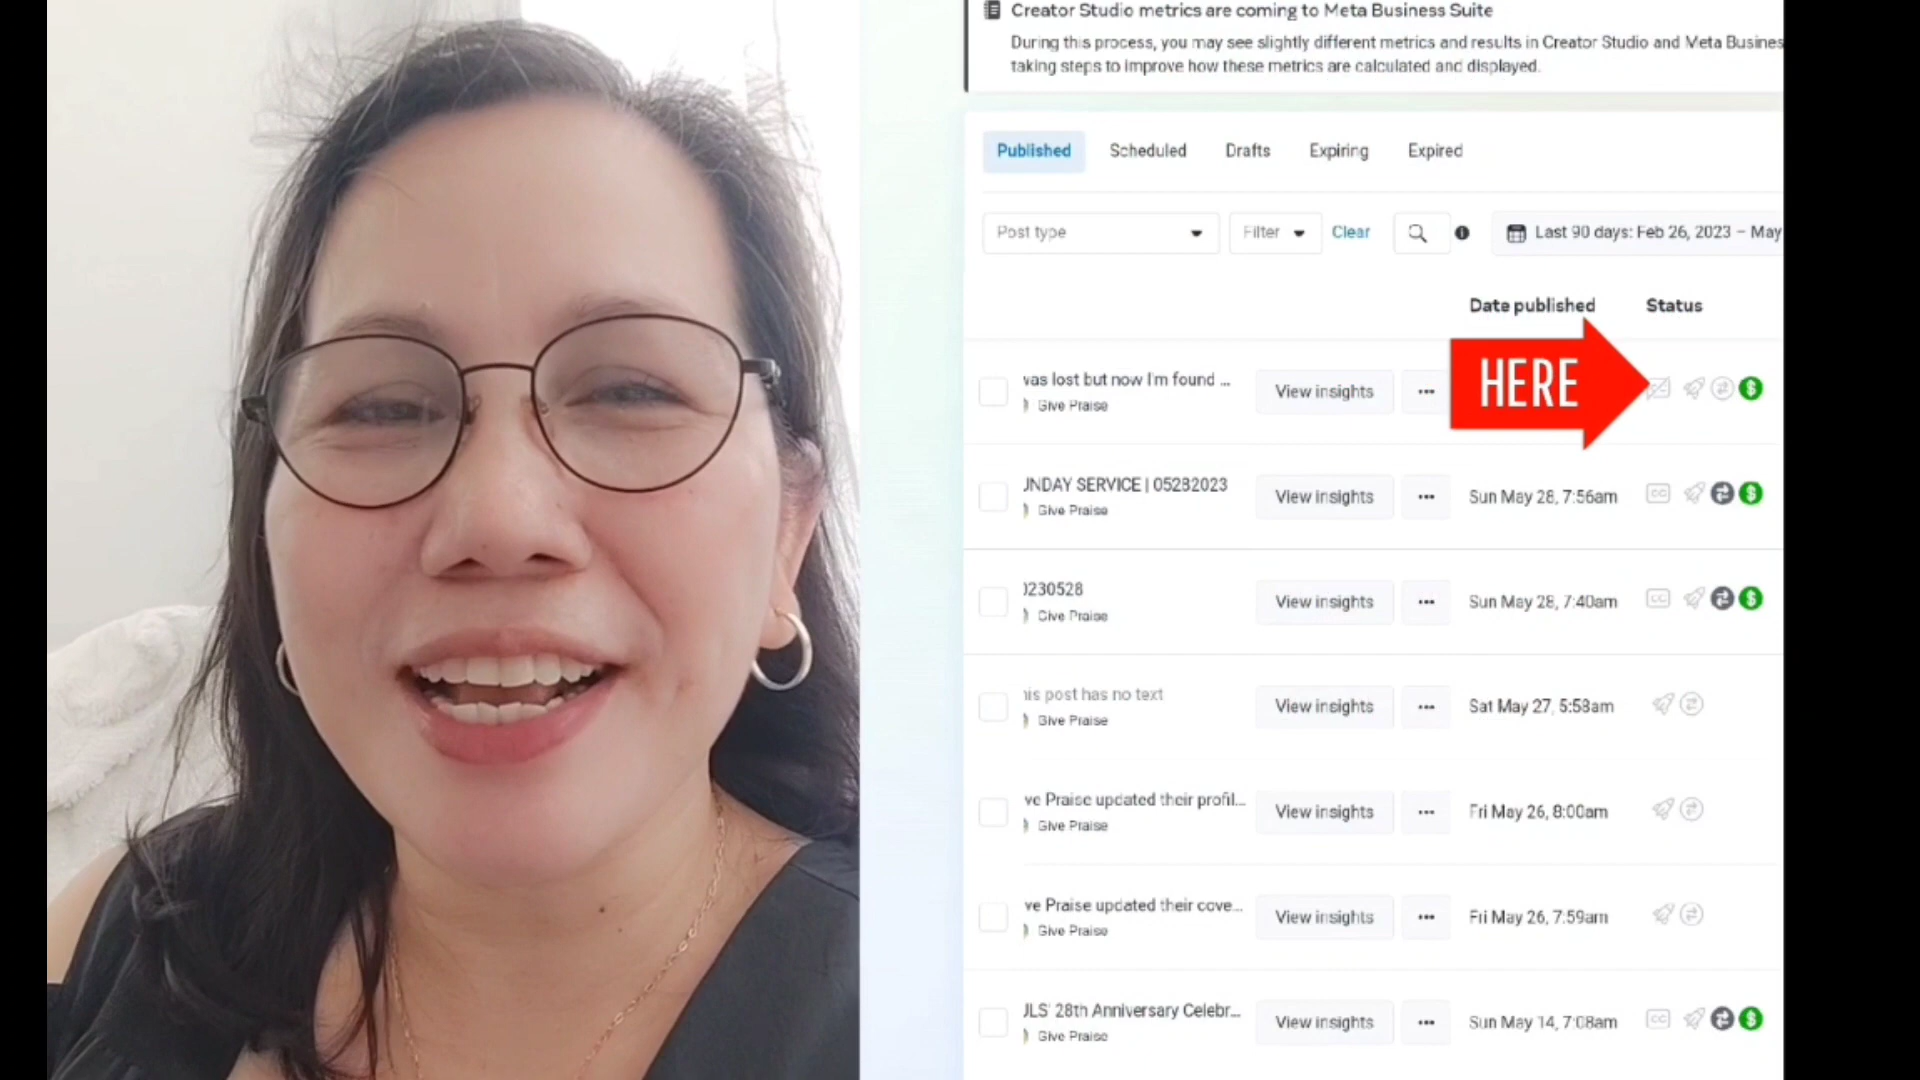 Creator Studio metrics are coming to Meta Business Suite
During this process, you may see slightly different metrics and results in Creator Studio and Meta Busines
taking steps to improve how these metrics are calculated and displayed.
Published Scheduled Drafts Expiring Expired
Post type Filter Clear Last 90 days: Feb 26, 2023 – May
Date published Status
was lost but now I'm found ... View insights ... HERE $
Give Praise
UNDAY SERVICE | 05282023 View insights ... Sun May 28, 7:56am CC $
Give Praise
0230528 View insights ... Sun May 28, 7:40am CC $
Give Praise
his post has no text View insights ... Sat May 27, 5:58am
Give Praise
ve Praise updated their profil... View insights ... Fri May 26, 8:00am
Give Praise
ve Praise updated their cove... View insights ... Fri May 26, 7:59am
Give Praise
JLS' 28th Anniversary Celebr... View insights ... Sun May 14, 7:08am CC $
Give Praise